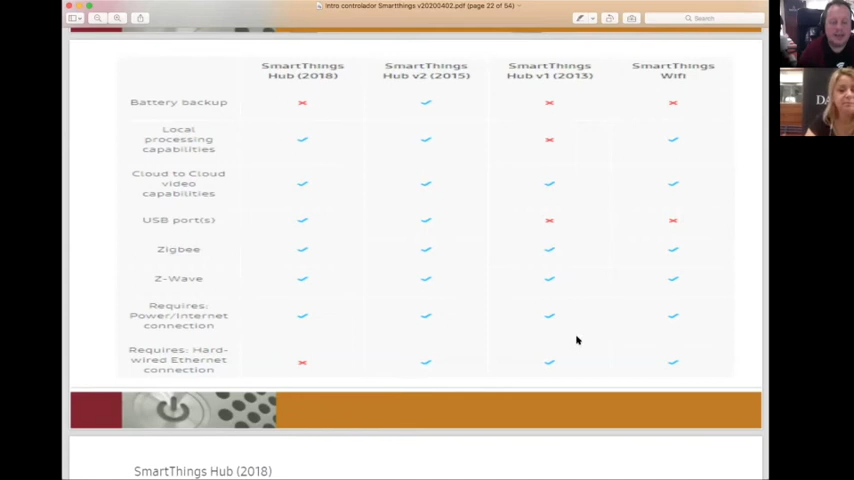 Intro controlador Smartthings v20200402.pdf (page 22 of 54)
Search
SmartThings
Hub (2018)
SmartThings
Hub v2 (2015)
SmartThings
Hub v1 (2013)
SmartThings
Wifi
Battery backup
Local
processing
capabilities
Cloud to Cloud
video
capabilities
USB port(s)
Zigbee
Z-Wave
Requires:
Power/Internet
connection
Requires: Hard-
wired Ethernet
connection
SmartThings Hub (2018)